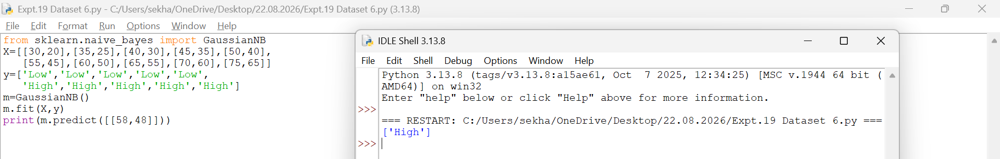 Expt.19 Dataset 6.py - C:/Users/sekha/OneDrive/Desktop/22.08.2026/Expt.19 Dataset 6.py (3.13.8)
File Edit Format Run Options Window Help
from sklearn.naive_bayes import GaussianNB
X=[[30,20],[35,25],[40,30],[45,35],[50,40],
   [55,45],[60,50],[65,55],[70,60],[75,65]]
y=['Low','Low','Low','Low','Low',
   'High','High','High','High','High']
m=GaussianNB()
m.fit(X,y)
print(m.predict([[58,48]]))
IDLE Shell 3.13.8
File Edit Shell Debug Options Window Help
Python 3.13.8 (tags/v3.13.8:a15ae61, Oct  7 2025, 12:34:25) [MSC v.1944 64 bit (
AMD64)] on win32
Enter "help" below or click "Help" above for more information.
>>>
=== RESTART: C:/Users/sekha/OneDrive/Desktop/22.08.2026/Expt.19 Dataset 6.py ===
['High']
>>>